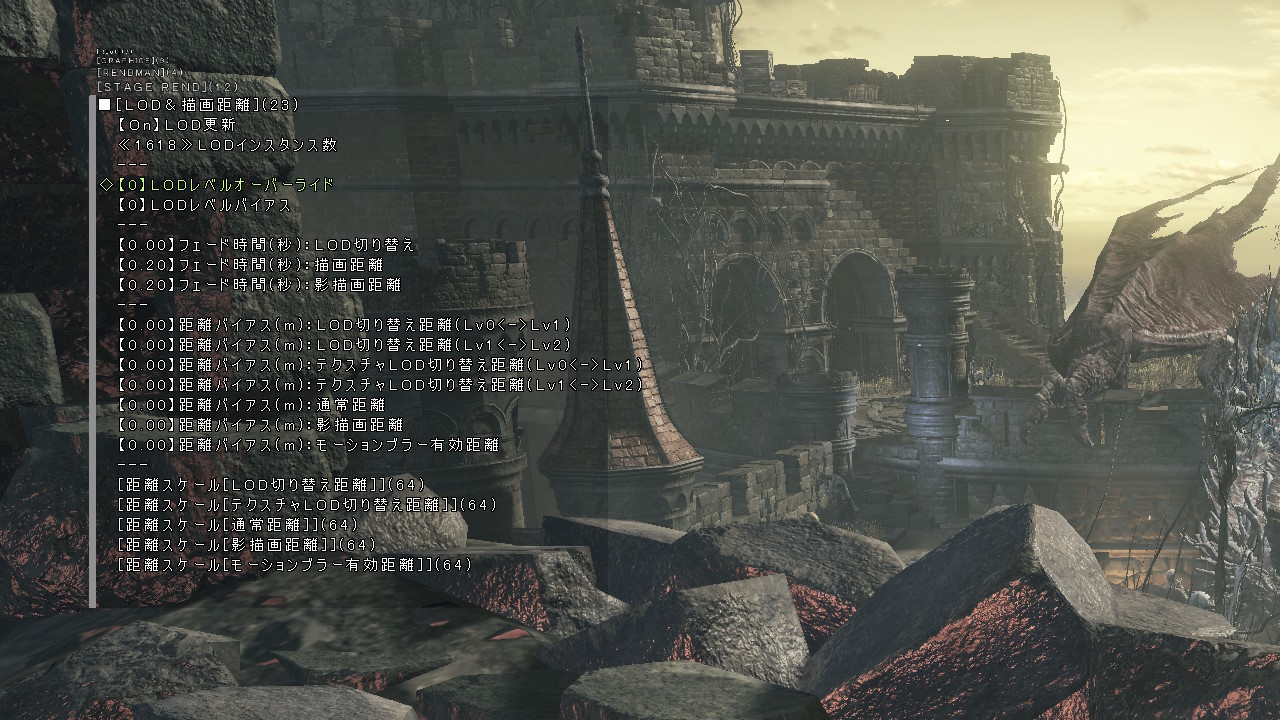 [GRAPHICS](9)
[RENDMAN](4)
[STAGE REND](12)
■[LOD&描画距離](23)
【On】LOD更新
≪1618≫LODインスタンス数
---
◇【0】LODレベルオーバーライド
【0】LODレベルバイアス
---
【0.00】フェード時間(秒):LOD切り替え
【0.20】フェード時間(秒):描画距離
【0.20】フェード時間(秒):影描画距離
---
【0.00】距離バイアス(m):LOD切り替え距離(Lv0<->Lv1)
【0.00】距離バイアス(m):LOD切り替え距離(Lv1<->Lv2)
【0.00】距離バイアス(m):テクスチャLOD切り替え距離(Lv0<->Lv1)
【0.00】距離バイアス(m):テクスチャLOD切り替え距離(Lv1<->Lv2)
【0.00】距離バイアス(m):通常距離
【0.00】距離バイアス(m):影描画距離
【0.00】距離バイアス(m):モーションブラー有効距離
---
[距離スケール[LOD切り替え距離]](64)
[距離スケール[テクスチャLOD切り替え距離]](64)
[距離スケール[通常距離]](64)
[距離スケール[影描画距離]](64)
[距離スケール[モーションブラー有効距離]](64)